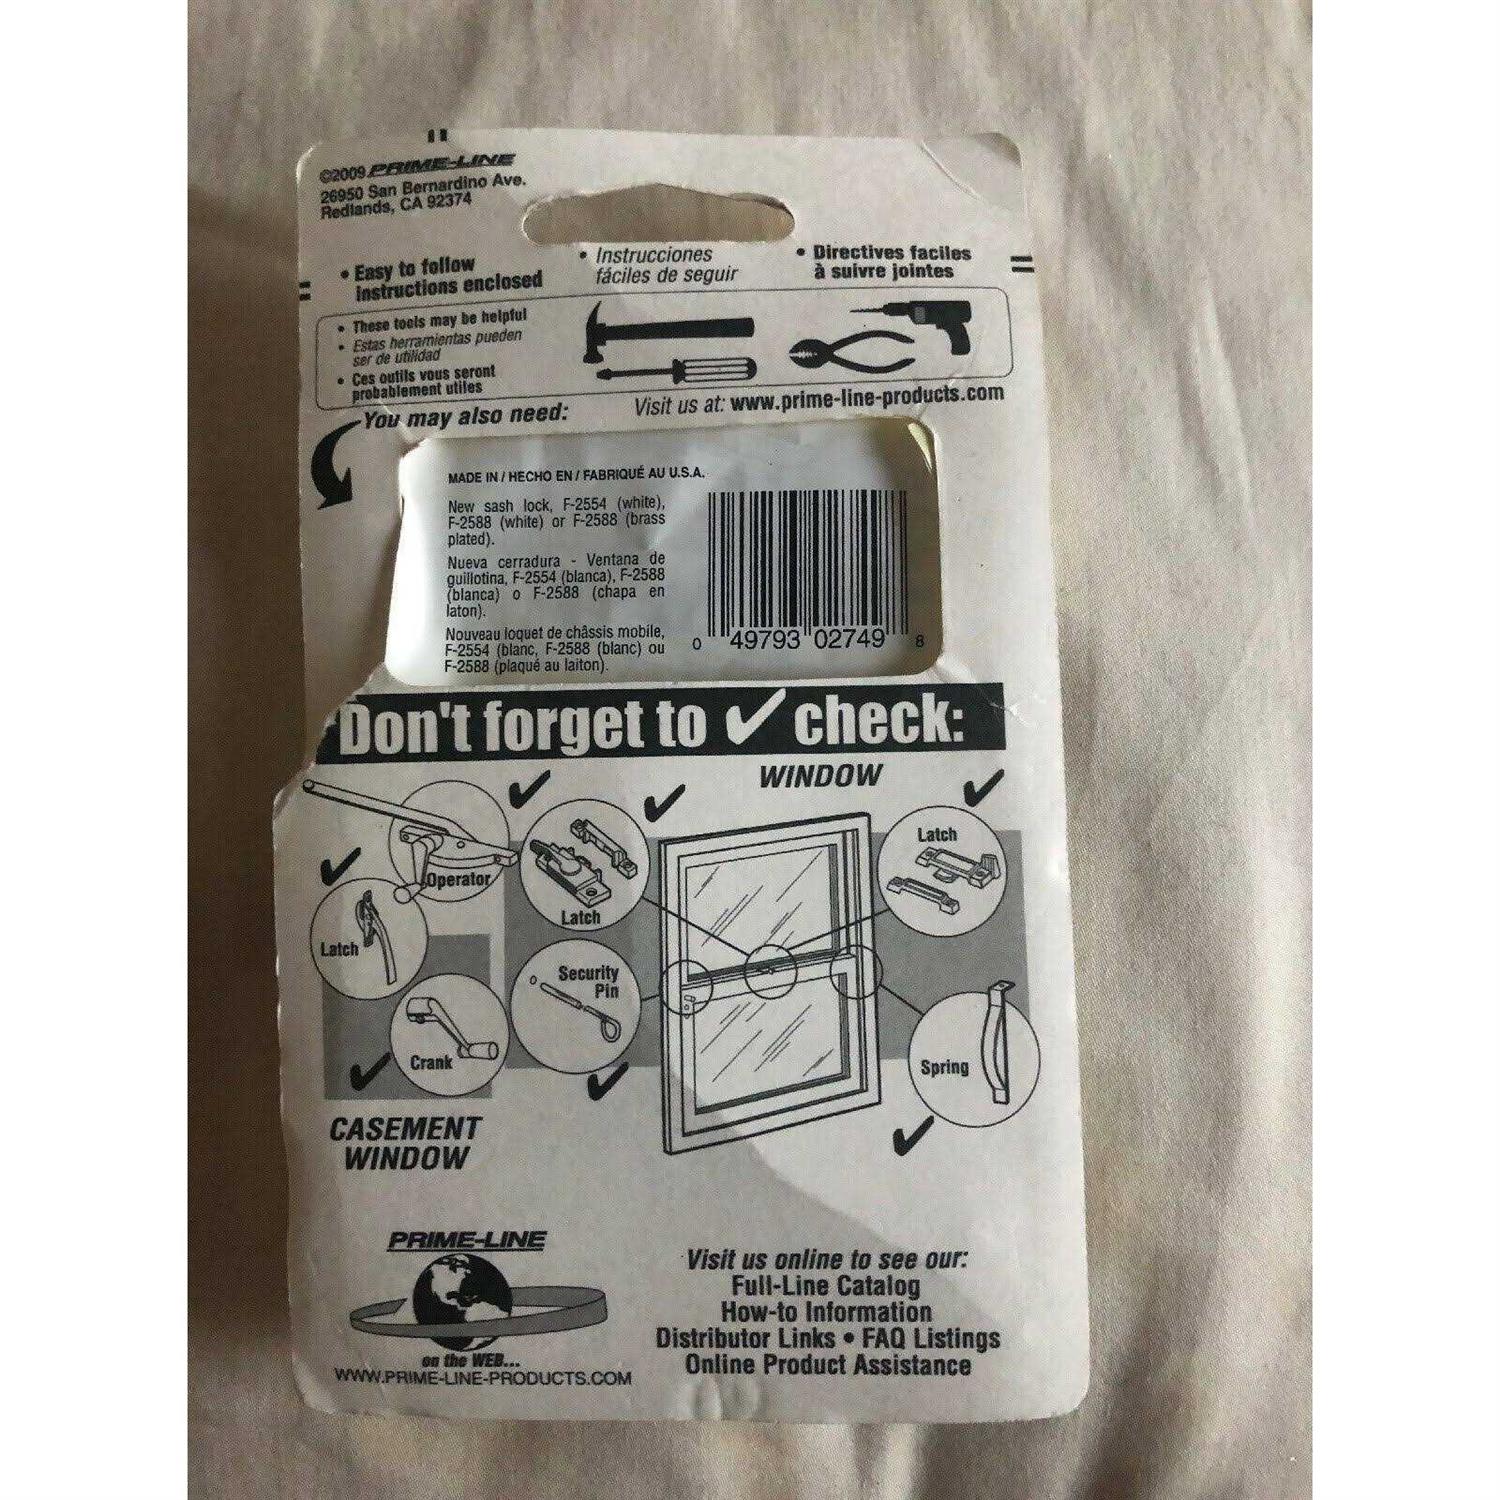 ©2009 PRIME-LINE
26950 San Bernardino Ave.
Redlands, CA 92374
• Easy to follow
instructions enclosed
• Instrucciones
fáciles de seguir
• Directives faciles
à suivre jointes
• These tools may be helpful
• Estas herramientas pueden
ser de utilidad
• Ces outils vous seront
probablement utiles
You may also need:
Visit us at: www.prime-line-products.com
MADE IN / HECHO EN / FABRIQUÉ AU U.S.A.
New sash lock, F-2554 (white),
F-2588 (white) or F-2588 (brass
plated).
Nueva cerradura - Ventana de
guillotina, F-2554 (blanca), F-2588
(blanca) o F-2588 (chapa en
laton).
Nouveau loquet de châssis mobile,
F-2554 (blanc, F-2588 (blanc) ou
F-2588 (plaqué au laiton).
0 49793 02749 8
Don't forget to ✓ check:
WINDOW
Operator
Latch
Latch
Latch
Security
Pin
Crank
Spring
CASEMENT
WINDOW
PRIME-LINE
on the WEB...
WWW.PRIME-LINE-PRODUCTS.COM
Visit us online to see our:
Full-Line Catalog
How-to Information
Distributor Links • FAQ Listings
Online Product Assistance